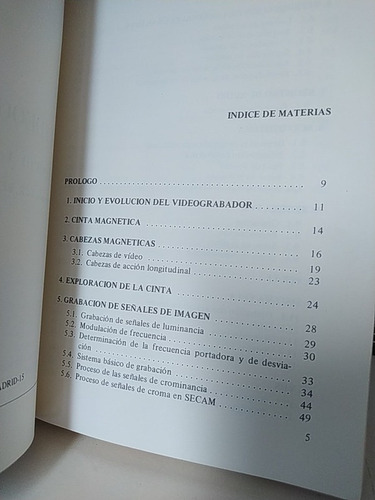 ADRID-15
INDICE DE MATERIAS
PROLOGO 9
1. INICIO Y EVOLUCION DEL VIDEOGRABADOR 11
2. CINTA MAGNETICA 14
3. CABEZAS MAGNETICAS 16
3.1. Cabezas de vídeo 19
3.2. Cabezas de acción longitudinal 23
4. EXPLORACION DE LA CINTA 24
5. GRABACION DE SEÑALES DE IMAGEN 28
5.1. Grabación de señales de luminancia 29
5.2. Modulación de frecuencia 30
5.3. Determinación de la frecuencia portadora y de desvia-
ción 33
5.4. Sistema básico de grabación 34
5.5. Proceso de las señales de crominancia 44
5.6. Proceso de señales de croma en SECAM 49
5